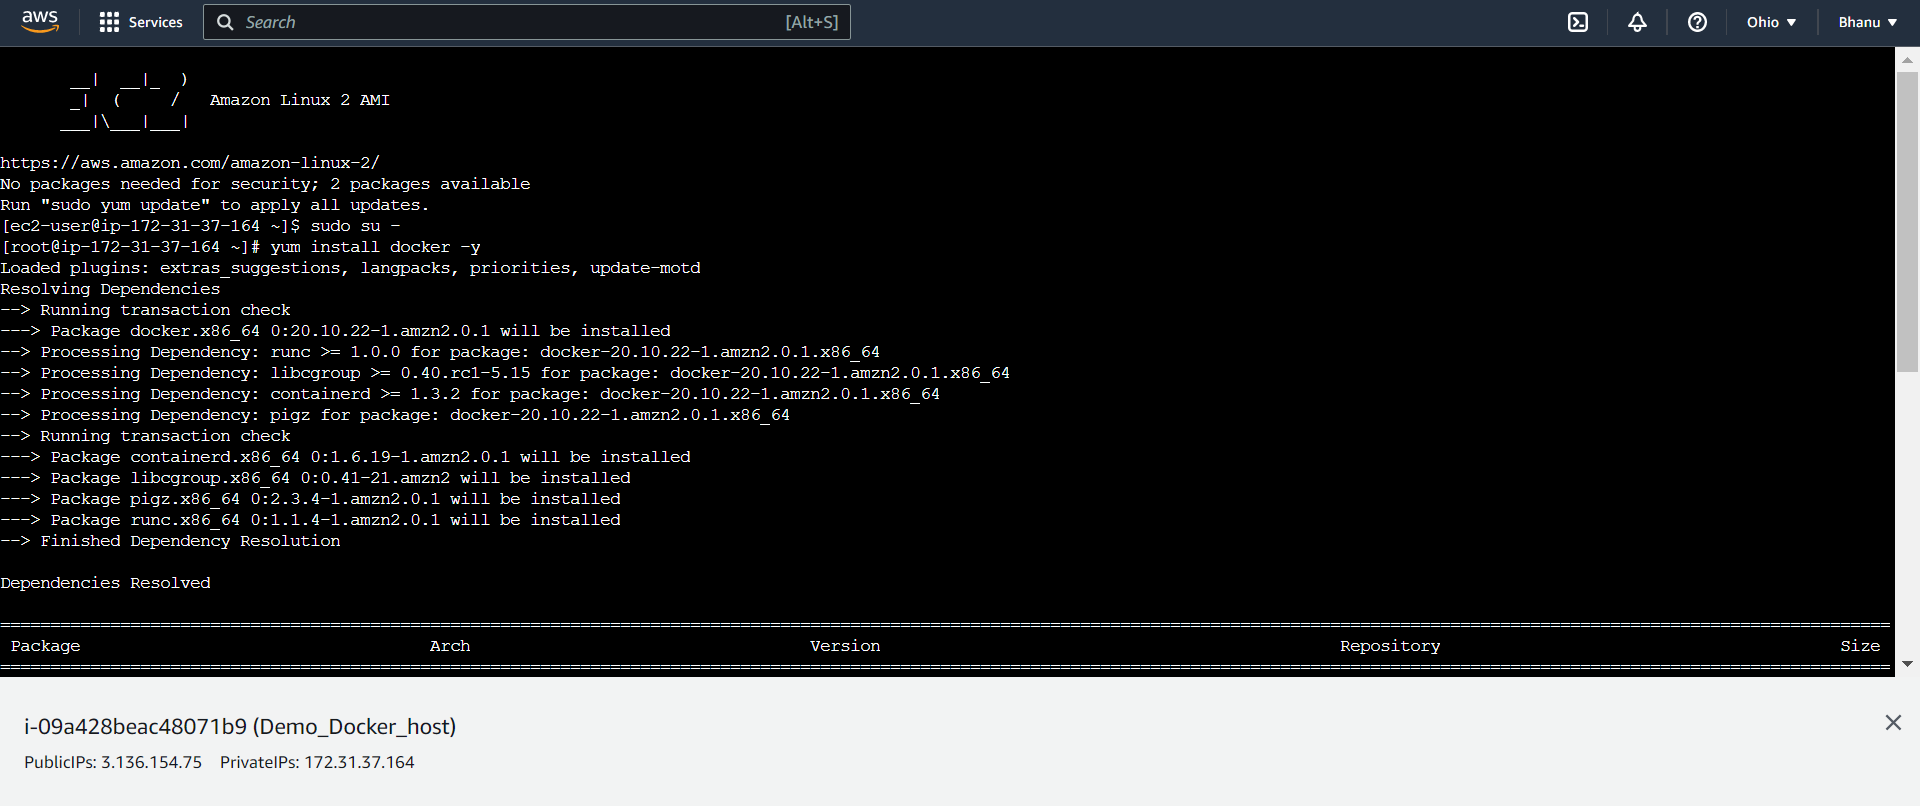 aws Services Search [Alt+S] Ohio Bhanu
__| __|_ )
_| ( / Amazon Linux 2 AMI
___|\___|___|
https://aws.amazon.com/amazon-linux-2/
No packages needed for security; 2 packages available
Run "sudo yum update" to apply all updates.
[ec2-user@ip-172-31-37-164 ~]$ sudo su -
[root@ip-172-31-37-164 ~]# yum install docker -y
Loaded plugins: extras_suggestions, langpacks, priorities, update-motd
Resolving Dependencies
--> Running transaction check
---> Package docker.x86_64 0:20.10.22-1.amzn2.0.1 will be installed
--> Processing Dependency: runc >= 1.0.0 for package: docker-20.10.22-1.amzn2.0.1.x86_64
--> Processing Dependency: libcgroup >= 0.40.rc1-5.15 for package: docker-20.10.22-1.amzn2.0.1.x86_64
--> Processing Dependency: containerd >= 1.3.2 for package: docker-20.10.22-1.amzn2.0.1.x86_64
--> Processing Dependency: pigz for package: docker-20.10.22-1.amzn2.0.1.x86_64
--> Running transaction check
---> Package containerd.x86_64 0:1.6.19-1.amzn2.0.1 will be installed
---> Package libcgroup.x86_64 0:0.41-21.amzn2 will be installed
---> Package pigz.x86_64 0:2.3.4-1.amzn2.0.1 will be installed
---> Package runc.x86_64 0:1.1.4-1.amzn2.0.1 will be installed
--> Finished Dependency Resolution
Dependencies Resolved
Package Arch Version Repository Size
i-09a428beac48071b9 (Demo_Docker_host)
PublicIPs: 3.136.154.75 PrivateIPs: 172.31.37.164